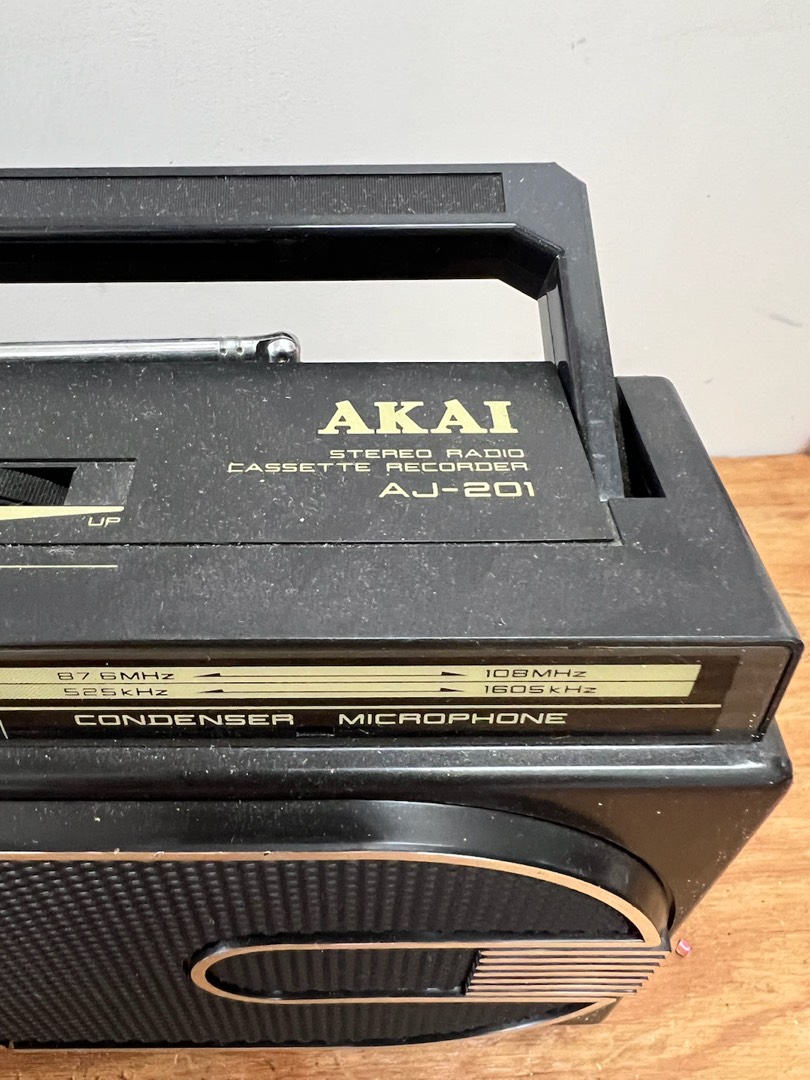 AKAI
STEREO RADIO
CASSETTE RECORDER
AJ-201
UP
87.6MHz 108MHz
525kHz 1605kHz
CONDENSER MICROPHONE